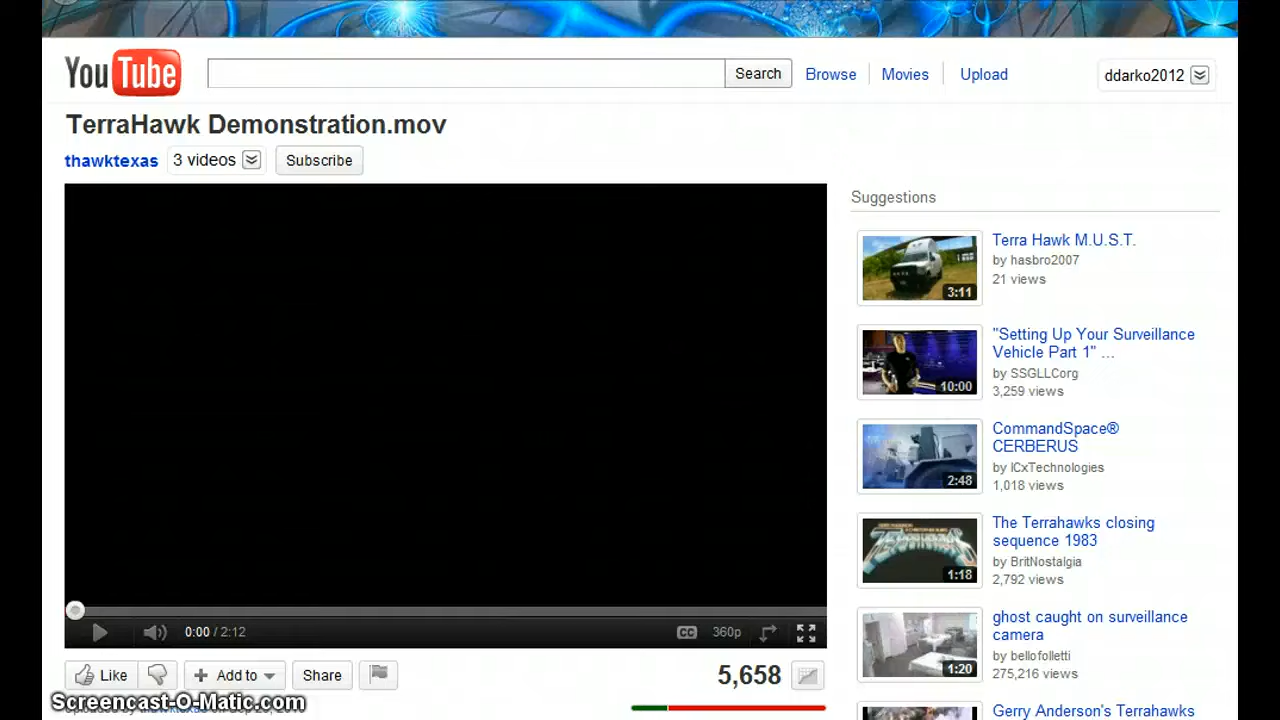 YouTube
Search
Browse
Movies
Upload
ddarko2012
TerraHawk Demonstration.mov
thawktexas
3 videos
Subscribe
Suggestions
3:11
Terra Hawk M.U.S.T.
by hasbro2007
21 views
10:00
"Setting Up Your Surveillance
Vehicle Part 1" ...
by SSGLLCorg
3,259 views
2:48
CommandSpace®
CERBERUS
by ICxTechnologies
1,018 views
1:18
The Terrahawks closing
sequence 1983
by BritNostalgia
2,792 views
1:20
ghost caught on surveillance
camera
by bellofolletti
275,216 views
0:00 / 2:12
CC
360p
Like
Add to
Share
5,658
Screencast-O-Matic.com
Gerry Anderson's Terrahawks